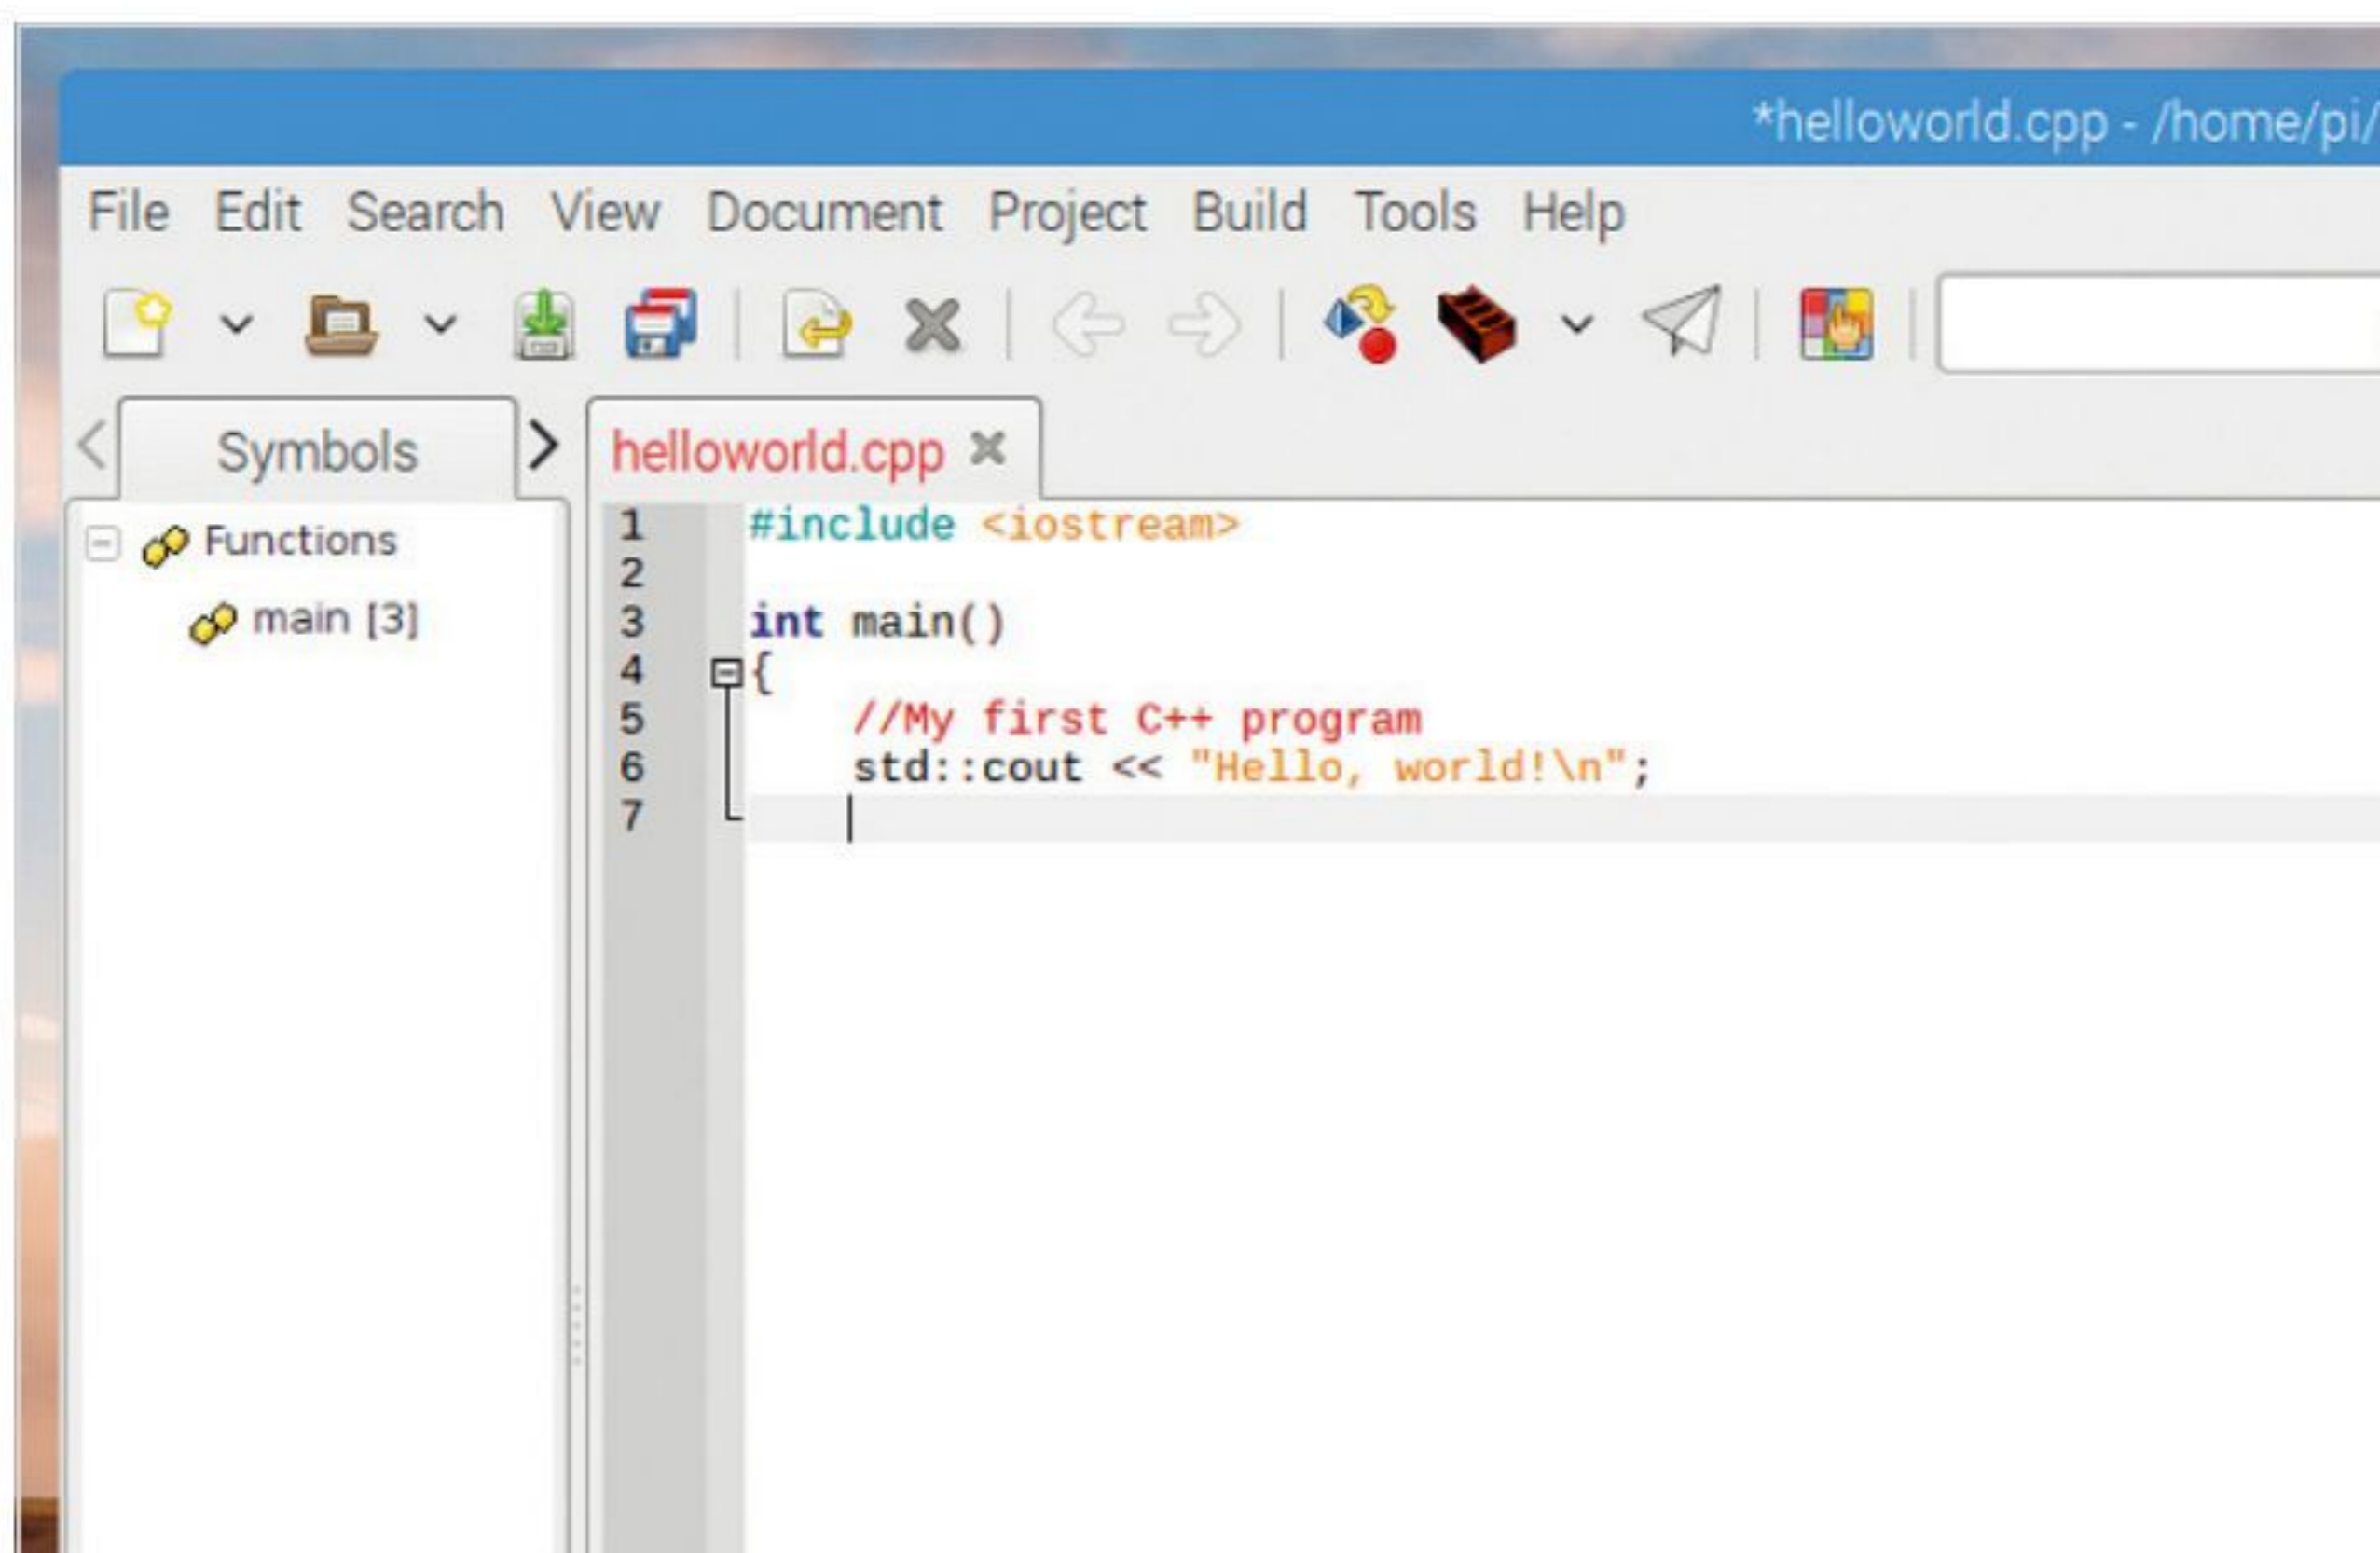 *helloworld.cpp - /home/pi/
File Edit Search View Document Project Build Tools Help
Symbols
helloworld.cpp
Functions
main [3]
1 #include <iostream>
2
3 int main()
4 {
5     //My first C++ program
6     std::cout << "Hello, world!\n";
7